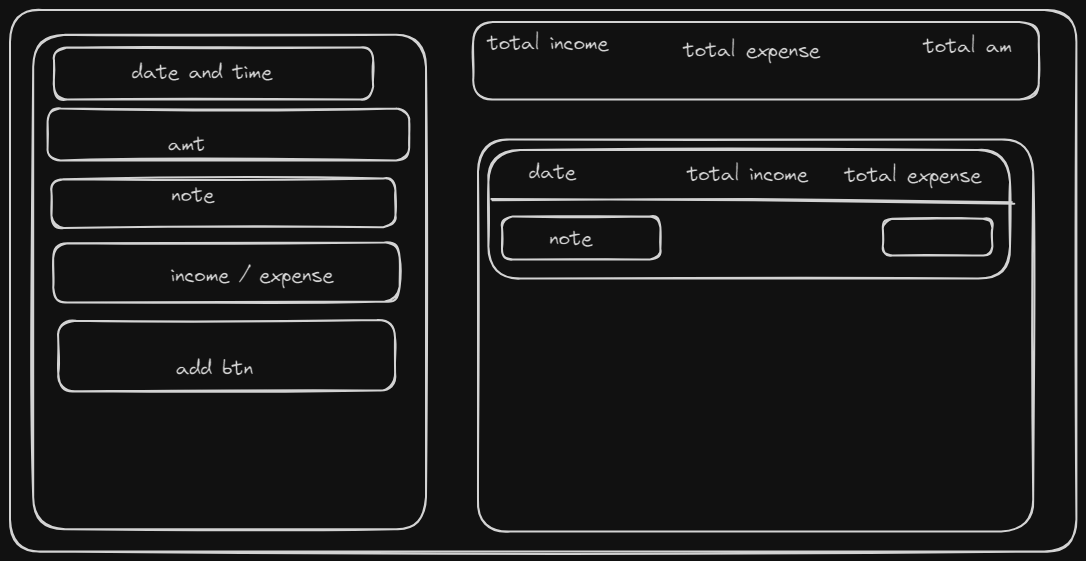 date and time
amt
note
income / expense
add btn
total income
total expense
total am
date
total income
total expense
note